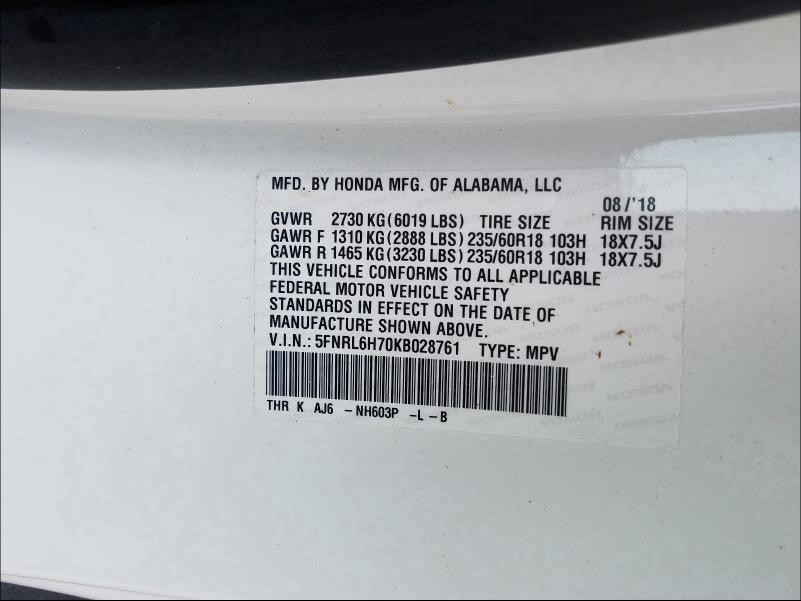 MFD. BY HONDA MFG. OF ALABAMA, LLC
08/'18
GVWR 2730 KG(6019 LBS) TIRE SIZE RIM SIZE
GAWR F 1310 KG(2888 LBS) 235/60R18 103H 18X7.5J
GAWR R 1465 KG(3230 LBS) 235/60R18 103H 18X7.5J
THIS VEHICLE CONFORMS TO ALL APPLICABLE
FEDERAL MOTOR VEHICLE SAFETY
STANDARDS IN EFFECT ON THE DATE OF
MANUFACTURE SHOWN ABOVE.
V.I.N.: 5FNRL6H70KB028761 TYPE: MPV
THR K AJ6 -NH603P -L -B